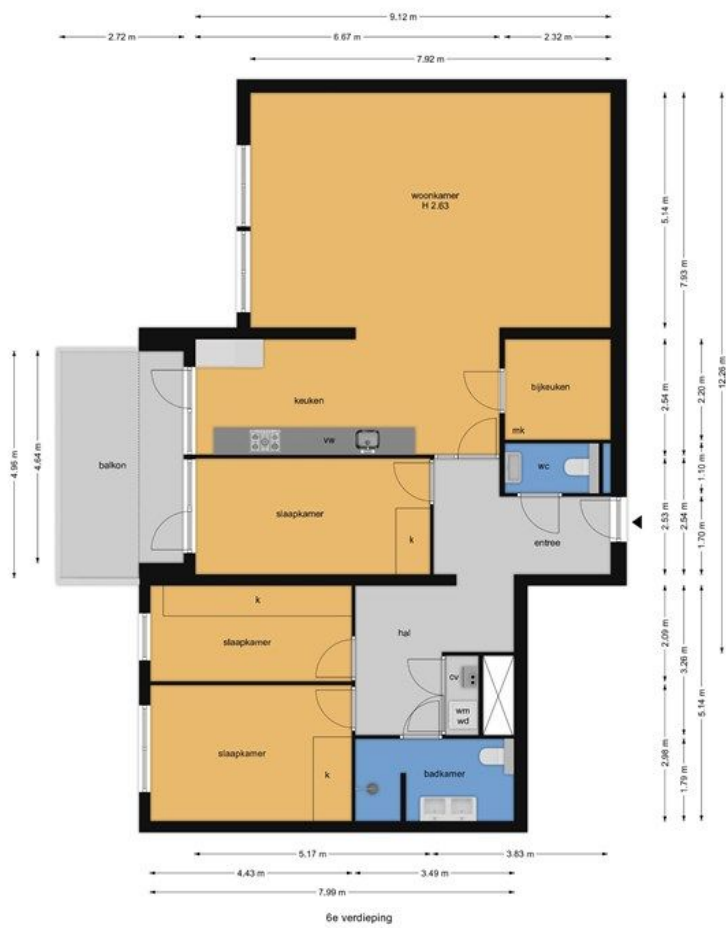 9.12 m
2.72 m
6.67 m
2.32 m
7.92 m
woonkamer
H 2.63
5.14 m
7.93 m
12.26 m
keuken
bijkeuken
mk
2.54 m
2.20 m
4.96 m
4.64 m
balkon
vw
wc
1.10 m
slaapkamer
k
entree
2.53 m
2.54 m
1.70 m
k
slaapkamer
hal
2.09 m
3.26 m
5.14 m
cv
wm
wd
slaapkamer
k
badkamer
2.98 m
1.79 m
5.17 m
3.83 m
4.43 m
3.49 m
7.99 m
6e verdieping